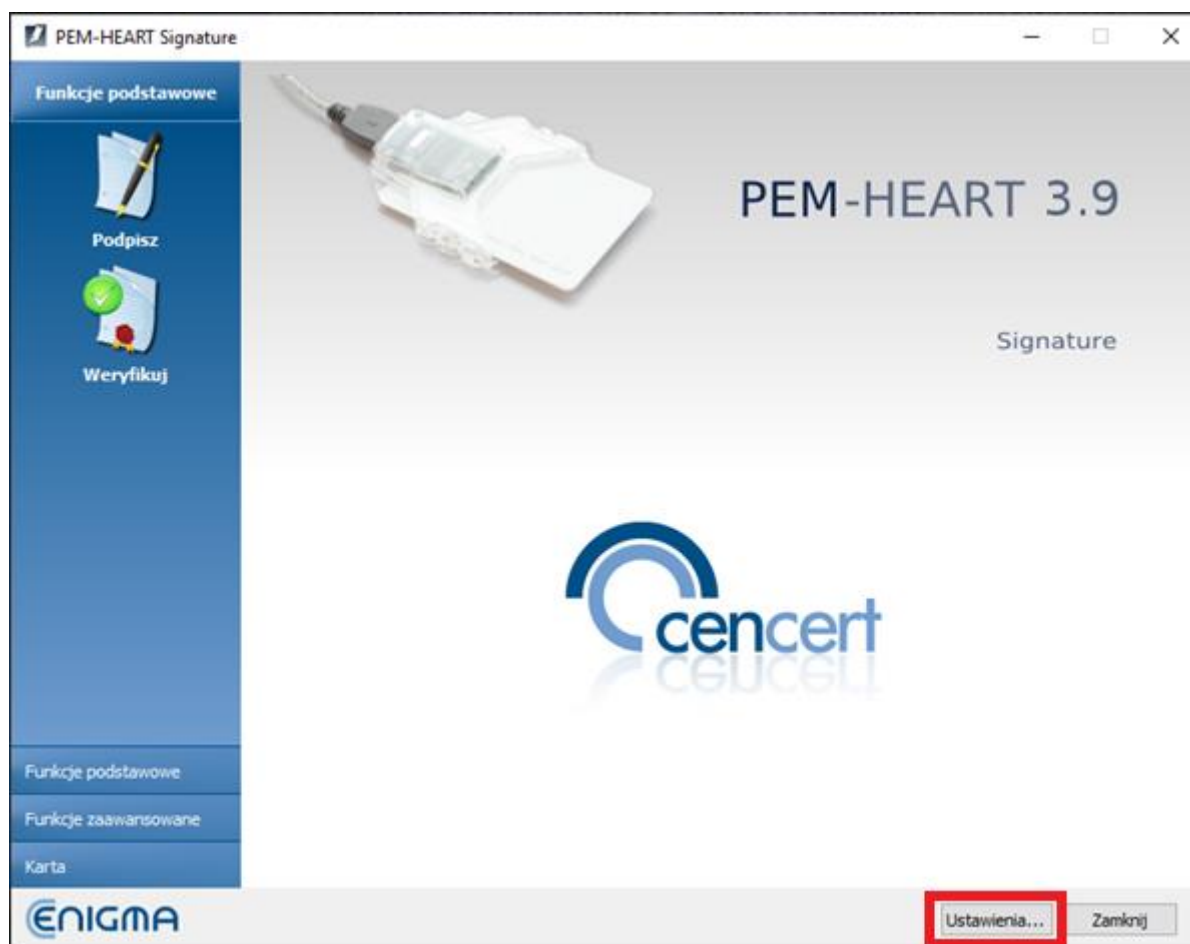 PEM-HEART Signature
Funkcje podstawowe
Podpisz
Weryfikuj
PEM-HEART 3.9
Signature
cencert
Funkcje podstawowe
Funkcje zaawansowane
Karta
ENIGMA
Ustawienia...
Zamknij